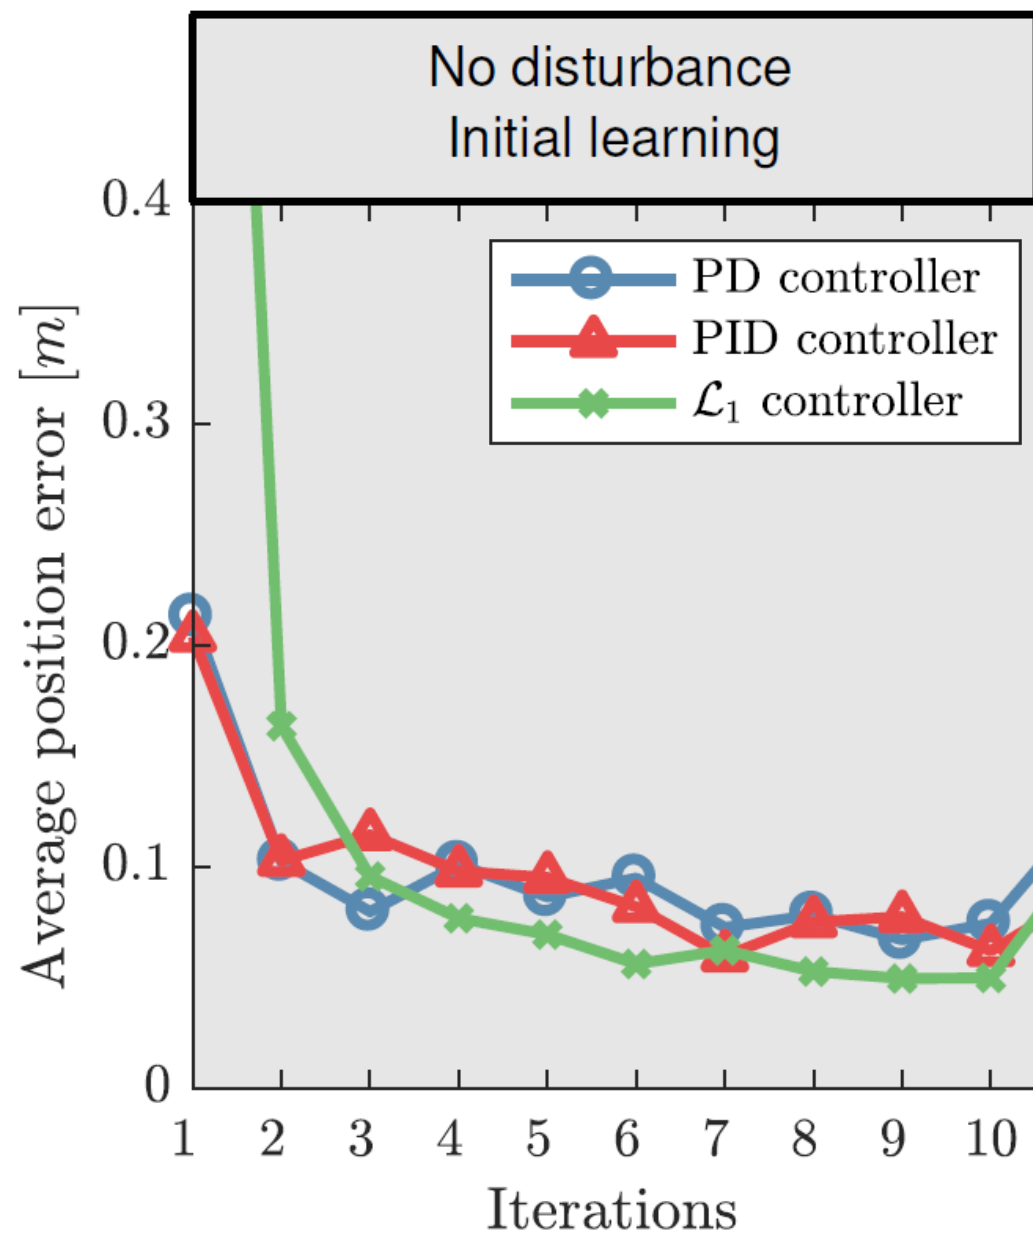 No disturbance
Initial learning
0.4
0.3
0.2
0.1
0
Average position error [m]
PD controller
PID controller
ℒ₁ controller
1 2 3 4 5 6 7 8 9 10
Iterations